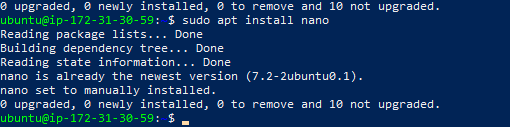 0 upgraded, 0 newly installed, 0 to remove and 10 not upgraded.
ubuntu@ip-172-31-30-59:~$ sudo apt install nano
Reading package lists... Done
Building dependency tree... Done
Reading state information... Done
nano is already the newest version (7.2-2ubuntu0.1).
nano set to manually installed.
0 upgraded, 0 newly installed, 0 to remove and 10 not upgraded.
ubuntu@ip-172-31-30-59:~$